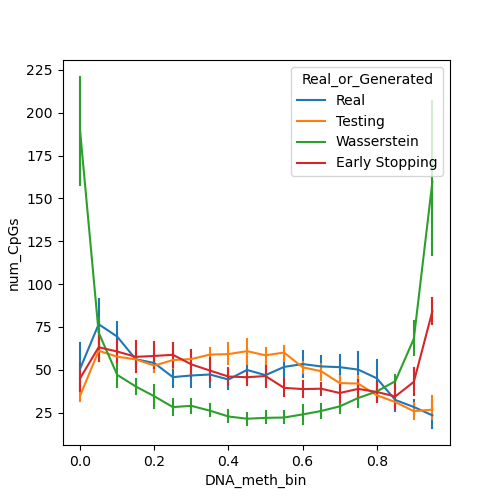 225
200
175
150
125
100
75
50
25
num_CpGs
Real_or_Generated
Real
Testing
Wasserstein
Early Stopping
0.0
0.2
0.4
0.6
0.8
DNA_meth_bin